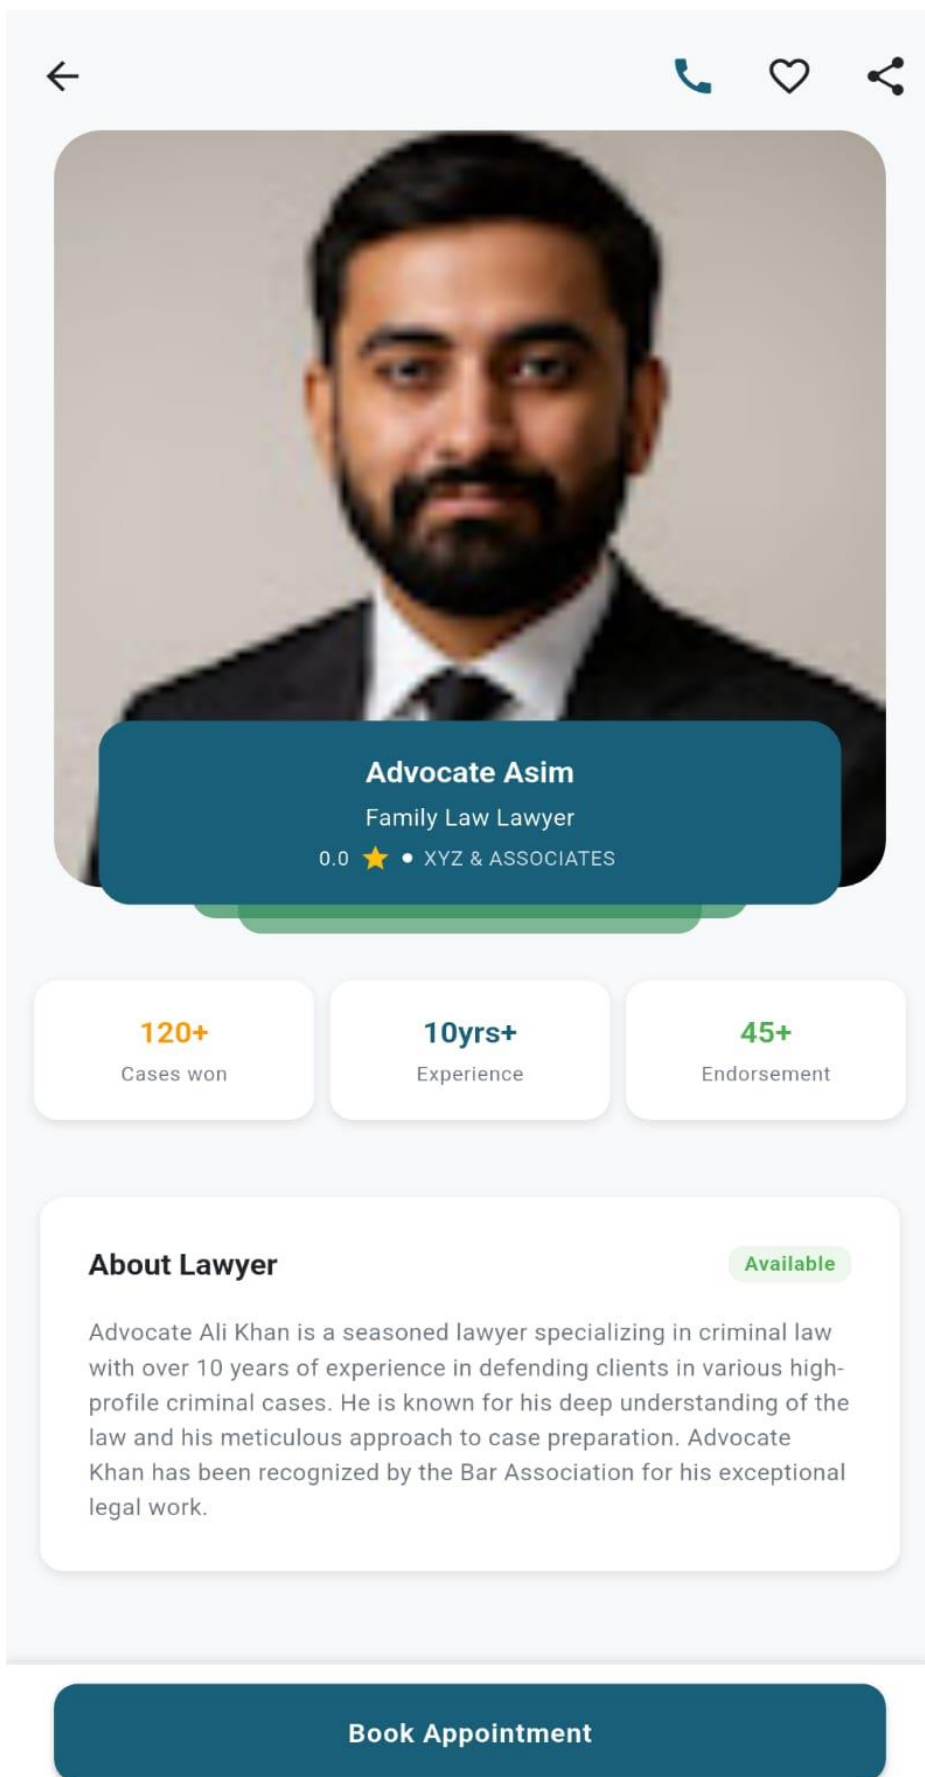 Advocate Asim
Family Law Lawyer
0.0 ★ • XYZ & ASSOCIATES
120+
Cases won
10yrs+
Experience
45+
Endorsement
About Lawyer
Available
Advocate Ali Khan is a seasoned lawyer specializing in criminal law
with over 10 years of experience in defending clients in various high-
profile criminal cases. He is known for his deep understanding of the
law and his meticulous approach to case preparation. Advocate
Khan has been recognized by the Bar Association for his exceptional
legal work.
Book Appointment